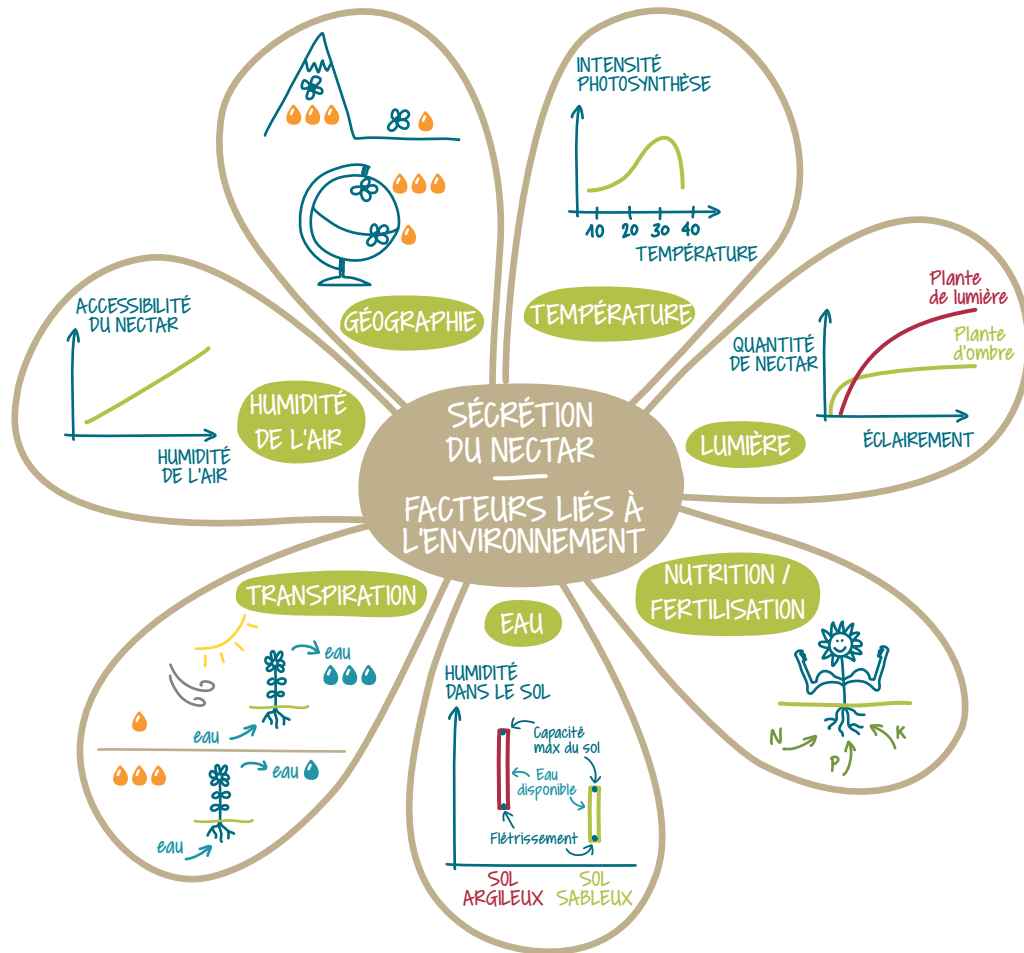 SÉCRÉTION
DU NECTAR
FACTEURS LIÉS À
L'ENVIRONNEMENT
GÉOGRAPHIE
INTENSITÉ
PHOTOSYNTHÈSE
10 20 30 40
TEMPÉRATURE
TEMPÉRATURE
Plante
de lumière
Plante
d'ombre
QUANTITÉ
DE NECTAR
ÉCLAIREMENT
LUMIÈRE
NUTRITION /
FERTILISATION
N
P
K
EAU
HUMIDITÉ
DANS LE SOL
Capacité
max du sol
Eau
disponible
Flétrissement
SOL
ARGILEUX
SOL
SABLEUX
TRANSPIRATION
eau
eau
eau
eau
ACCESSIBILITÉ
DU NECTAR
HUMIDITÉ
DE L'AIR
HUMIDITÉ
DE L'AIR